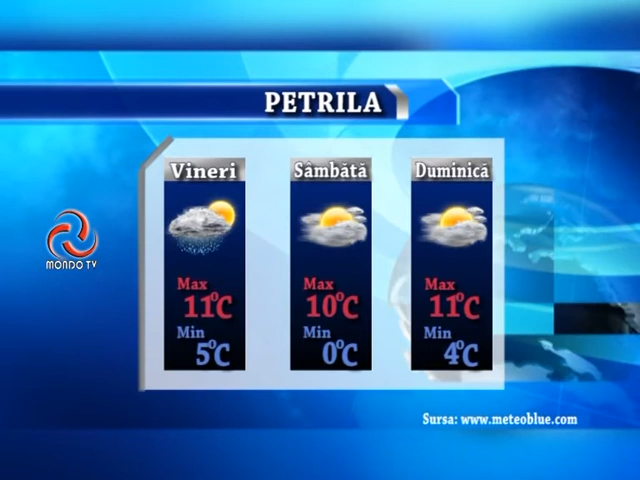 PETRILA
Vineri
Sâmbătă
Duminică
Max
11°C
Min
5°C
Max
10°C
Min
0°C
Max
11°C
Min
4°C
MONDO TV
Sursa: www.meteoblue.com